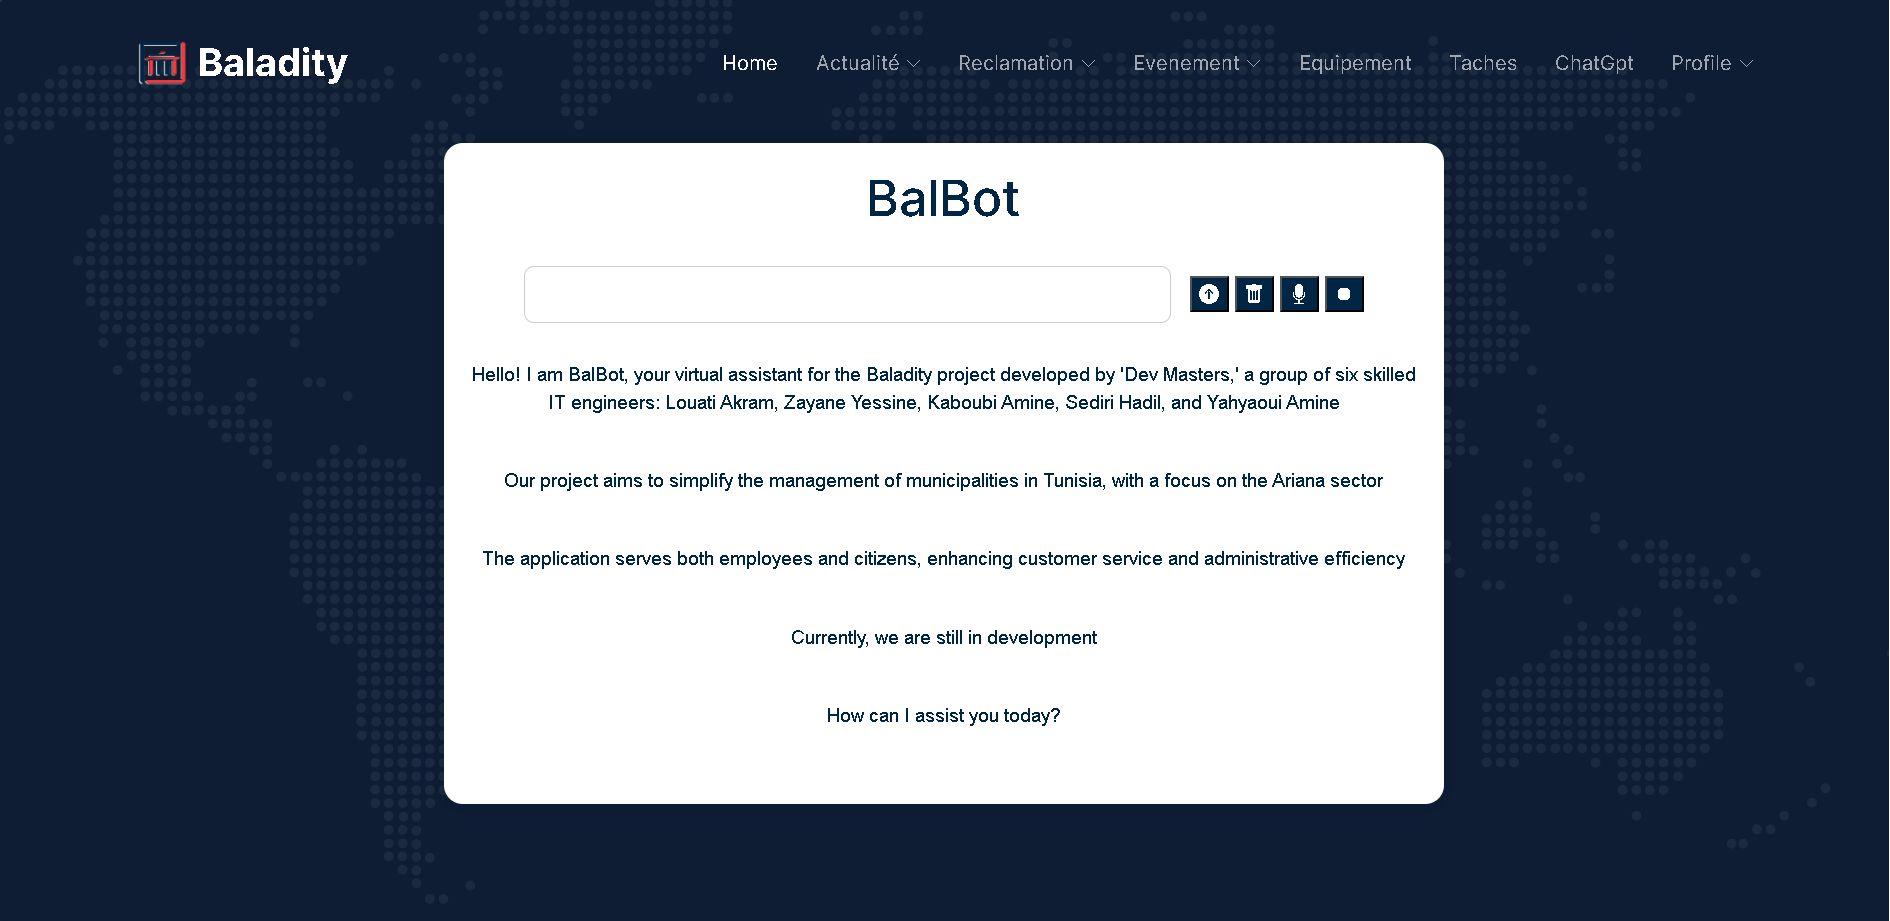 Baladity
Home Actualité Reclamation Evenement Equipement Taches ChatGpt Profile
BalBot
Hello! I am BalBot, your virtual assistant for the Baladity project developed by 'Dev Masters,' a group of six skilled
IT engineers: Louati Akram, Zayane Yessine, Kaboubi Amine, Sediri Hadil, and Yahyaoui Amine
Our project aims to simplify the management of municipalities in Tunisia, with a focus on the Ariana sector
The application serves both employees and citizens, enhancing customer service and administrative efficiency
Currently, we are still in development
How can I assist you today?